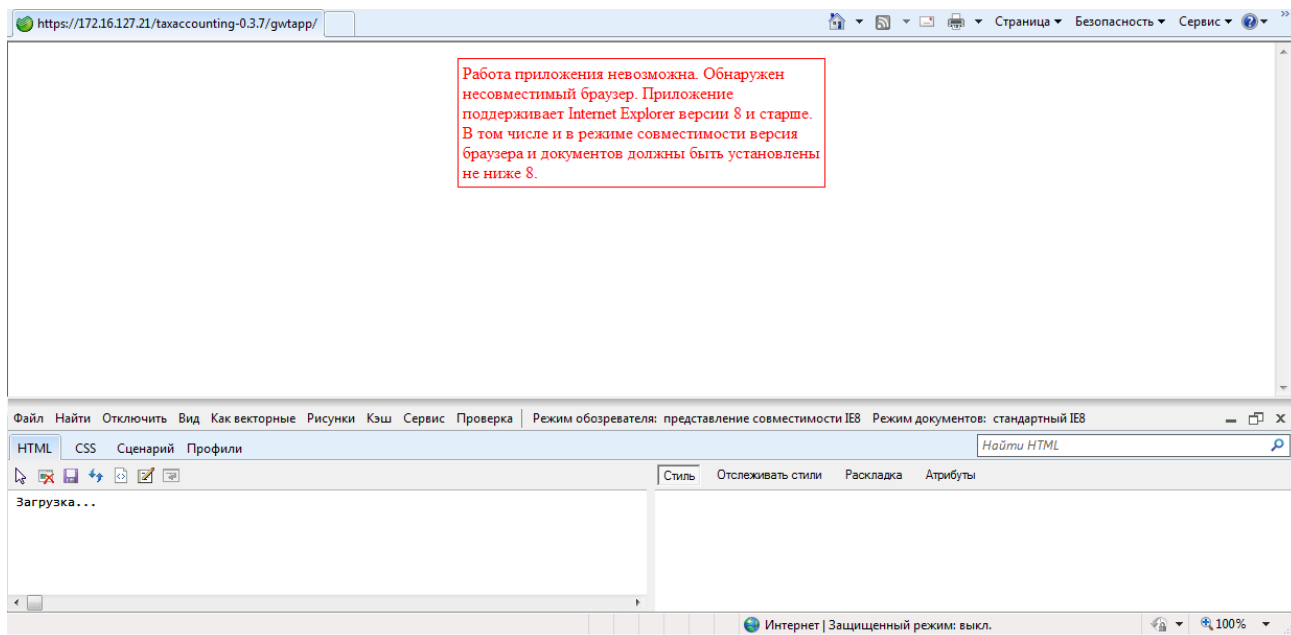 https://172.16.127.21/taxaccounting-0.3.7/gwtapp/
Страница Безопасность Сервис
Работа приложения невозможна. Обнаружен
несовместимый браузер. Приложение
поддерживает Internet Explorer версии 8 и старше.
В том числе и в режиме совместимости версия
браузера и документов должны быть установлены
не ниже 8.
Файл Найти Отключить Вид Как векторные Рисунки Кэш Сервис Проверка Режим обозревателя: представление совместимости IE8 Режим документов: стандартный IE8
HTML CSS Сценарий Профили Найти HTML
Стиль Отслеживать стили Раскладка Атрибуты
Загрузка...
Интернет | Защищенный режим: выкл. 100%